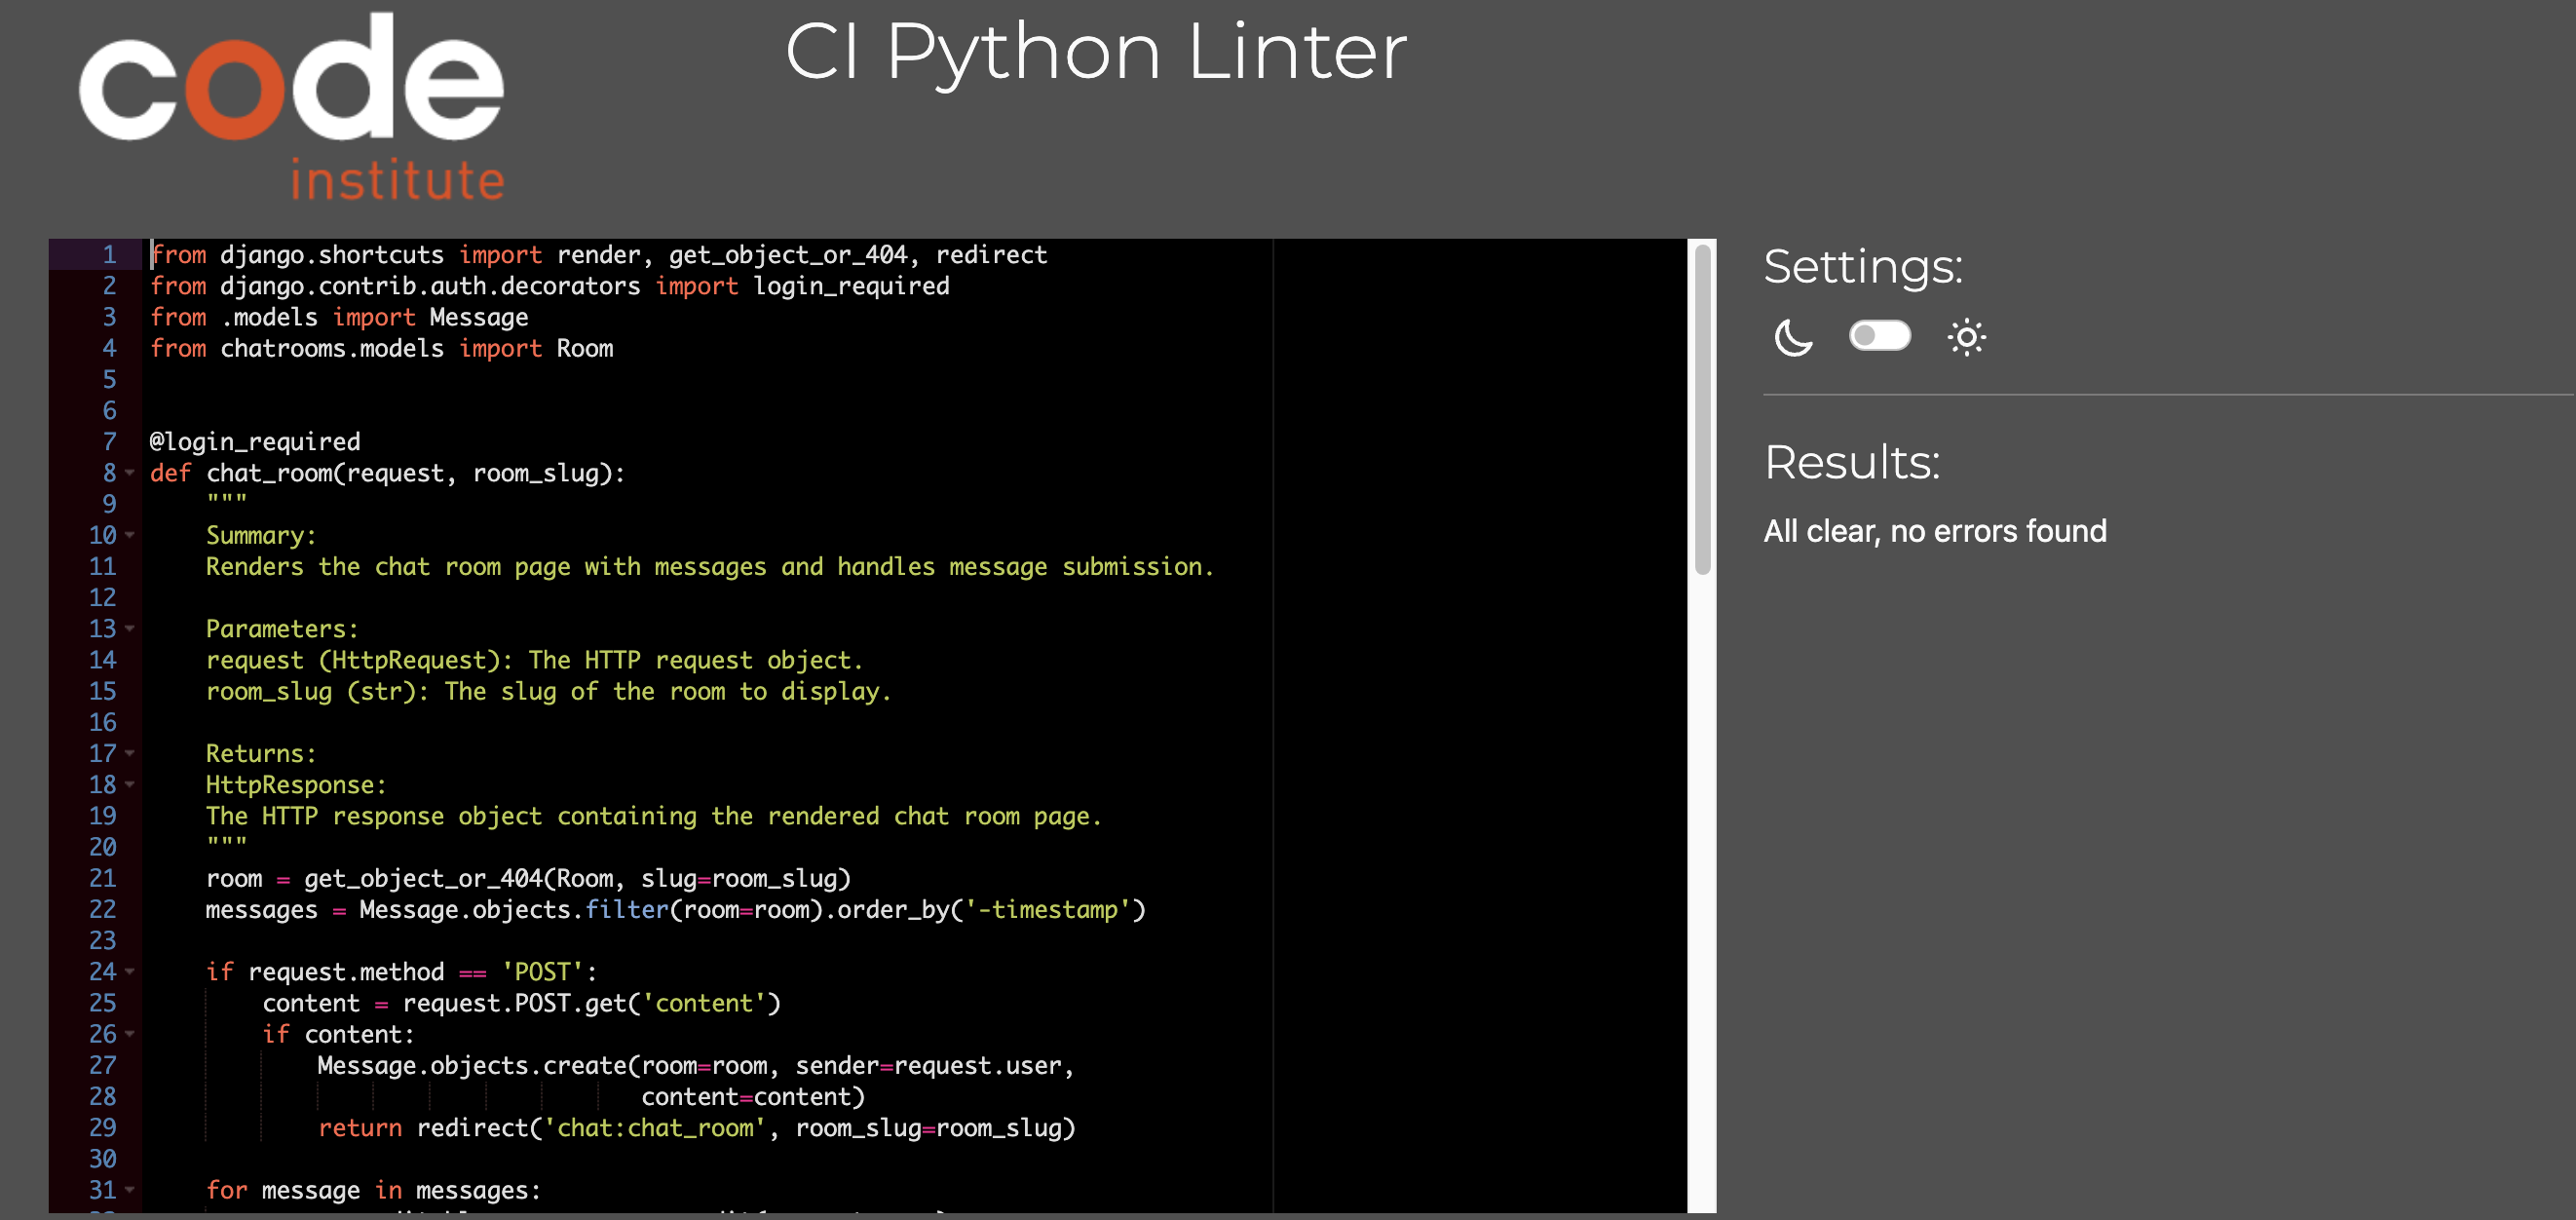 code
institute
CI Python Linter
1 from django.shortcuts import render, get_object_or_404, redirect
2 from django.contrib.auth.decorators import login_required
3 from .models import Message
4 from chatrooms.models import Room
5
6
7 @login_required
8 def chat_room(request, room_slug):
9     """
10     Summary:
11     Renders the chat room page with messages and handles message submission.
12
13     Parameters:
14     request (HttpRequest): The HTTP request object.
15     room_slug (str): The slug of the room to display.
16
17     Returns:
18     HttpResponse:
19     The HTTP response object containing the rendered chat room page.
20     """
21     room = get_object_or_404(Room, slug=room_slug)
22     messages = Message.objects.filter(room=room).order_by('-timestamp')
23
24     if request.method == 'POST':
25         content = request.POST.get('content')
26         if content:
27             Message.objects.create(room=room, sender=request.user,
28                                    content=content)
29             return redirect('chat:chat_room', room_slug=room_slug)
30
31     for message in messages:
Settings:
Results:
All clear, no errors found